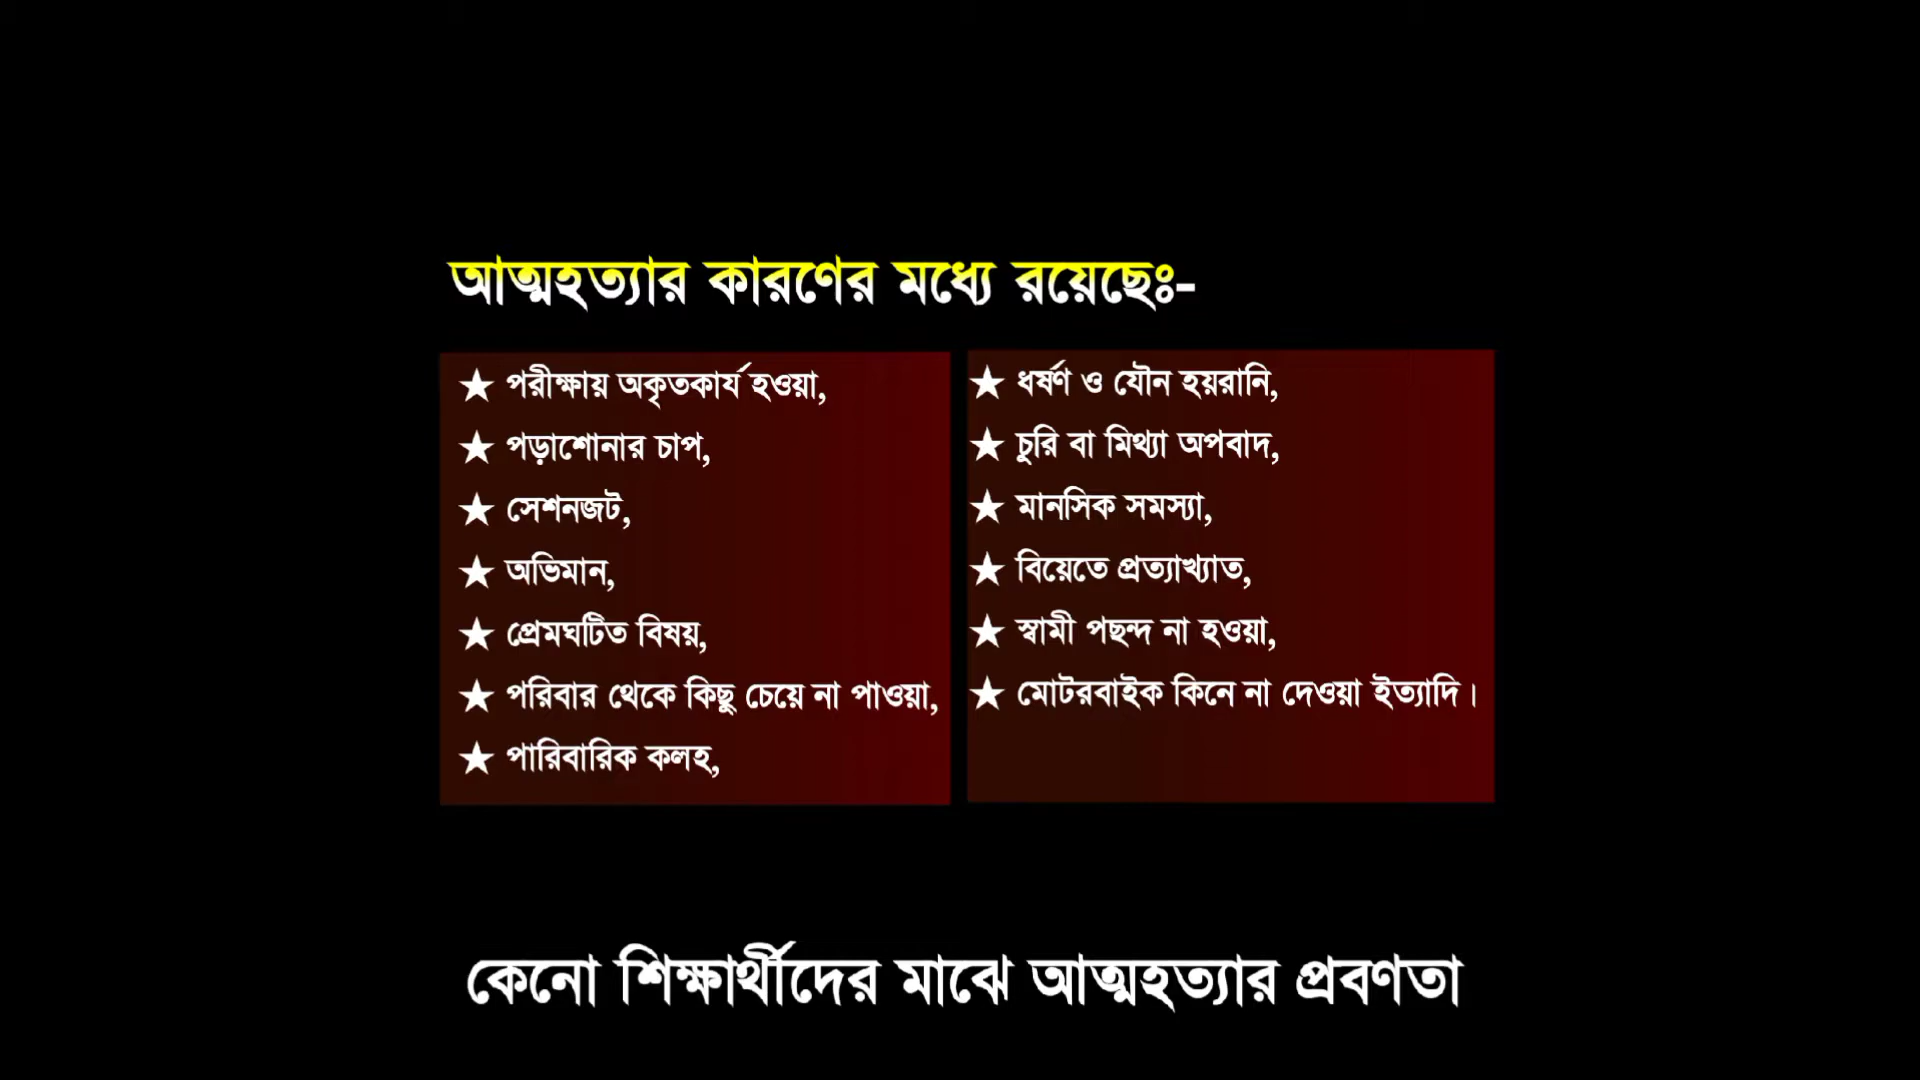 আত্মহত্যার কারণের মধ্যে রয়েছেঃ-
★ পরীক্ষায় অকৃতকার্য হওয়া,
★ পড়াশোনার চাপ,
★ সেশনজট,
★ অভিমান,
★ প্রেমঘটিত বিষয়,
★ পরিবার থেকে কিছু চেয়ে না পাওয়া,
★ পারিবারিক কলহ,
★ ধর্ষণ ও যৌন হয়রানি,
★ চুরি বা মিথ্যা অপবাদ,
★ মানসিক সমস্যা,
★ বিয়েতে প্রত্যাখ্যাত,
★ স্বামী পছন্দ না হওয়া,
★ মোটরবাইক কিনে না দেওয়া ইত্যাদি।
কেনো শিক্ষার্থীদের মাঝে আত্মহত্যার প্রবণতা